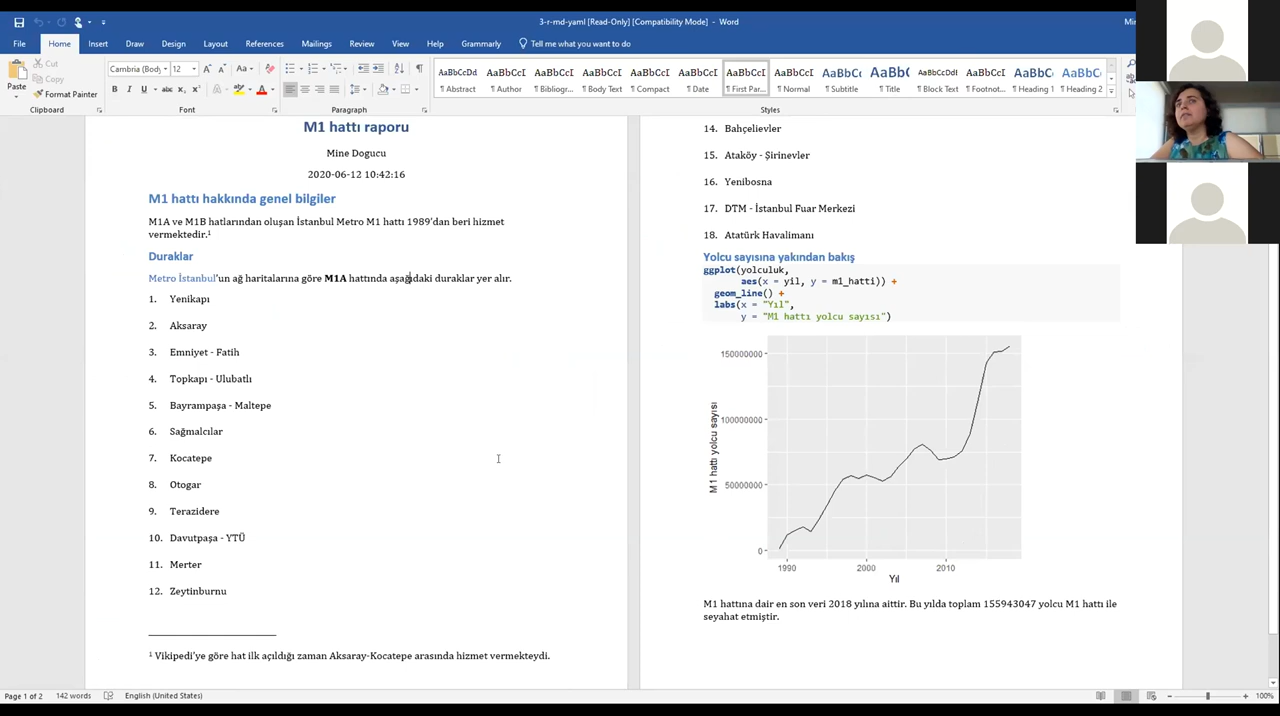 3-r-md-yaml [Read-Only] [Compatibility Mode] - Word
File Home Insert Draw Design Layout References Mailings Review View Help Grammarly Tell me what you want to do
Paste
Cut
Copy
Format Painter
Clipboard
Cambria (Body) 12
Font
Paragraph
AaBbCcDd AaBbCcI AaBbCcI AaBbCcI AaBbCcI AaBbCcI AaBbCcI AaBbCcI AaBbCcI AaBbC AaBbCcDdI AaBbCcI AaBbCcI AaBbCc
¶ Abstract ¶ Author ¶ Bibliogr... ¶ Body Text ¶ Compact ¶ Date ¶ First Par... ¶ Normal ¶ Subtitle ¶ Title ¶ Block Text ¶ Footnot... ¶ Heading 1 ¶ Heading 2
Styles
M1 hattı raporu
Mine Dogucu
2020-06-12 10:42:16
M1 hattı hakkında genel bilgiler
M1A ve M1B hatlarından oluşan İstanbul Metro M1 hattı 1989'dan beri hizmet
vermektedir.¹
Duraklar
Metro İstanbul'un ağ haritalarına göre M1A hattında aşağıdaki duraklar yer alır.
1. Yenikapı
2. Aksaray
3. Emniyet - Fatih
4. Topkapı - Ulubatlı
5. Bayrampaşa - Maltepe
6. Sağmalcılar
7. Kocatepe
8. Otogar
9. Terazidere
10. Davutpaşa - YTÜ
11. Merter
12. Zeytinburnu
¹ Vikipedi'ye göre hat ilk açıldığı zaman Aksaray-Kocatepe arasında hizmet vermekteydi.
14. Bahçelievler
15. Ataköy - Şirinevler
16. Yenibosna
17. DTM - İstanbul Fuar Merkezi
18. Atatürk Havalimanı
Yolcu sayısına yakından bakış
ggplot(yolculuk,
aes(x = yil, y = m1_hatti)) +
geom_line() +
labs(x = "Yıl",
y = "M1 hattı yolcu sayısı")
150000000
100000000
50000000
0
M1 hattı yolcu sayısı
1990 2000 2010
Yıl
M1 hattına dair en son veri 2018 yılına aittir. Bu yılda toplam 155943047 yolcu M1 hattı ile
seyahat etmiştir.
Page 1 of 2 142 words English (United States) 100%